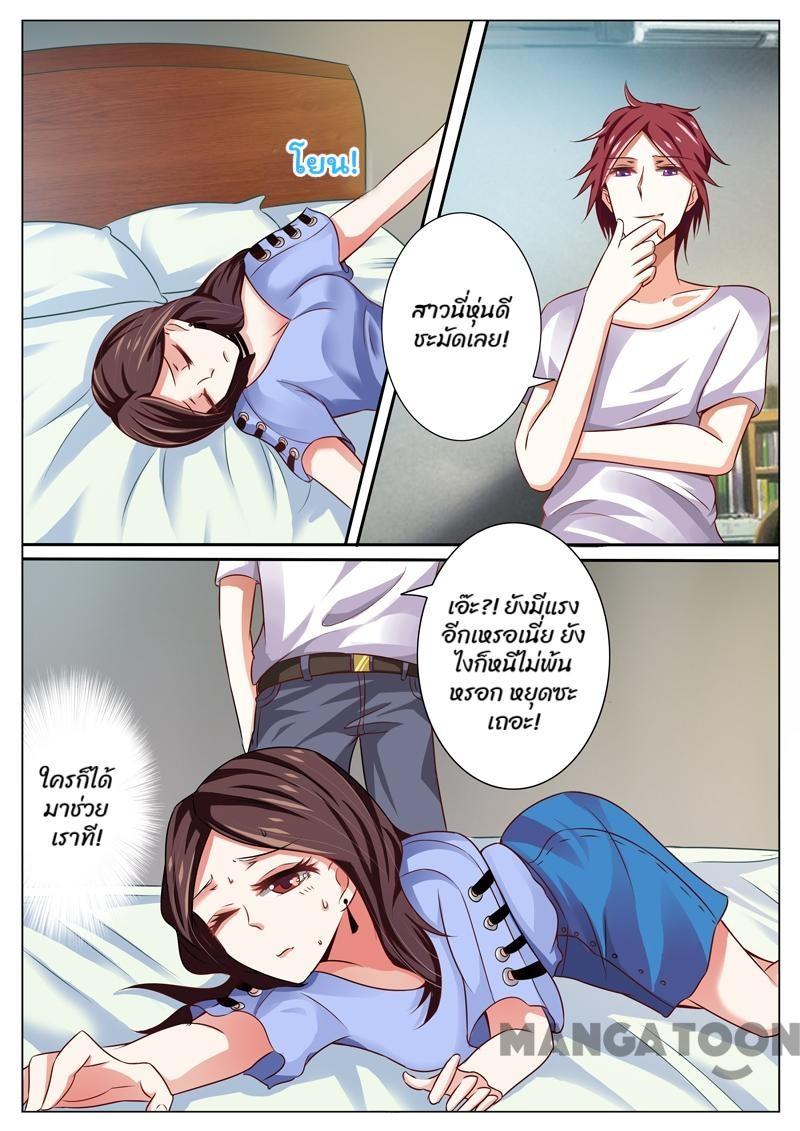 โยน!
สาวนี่หุ่นดี
ชะมัดเลย!
เอ๊ะ?! ยังมีแรง
อีกเหรอเนี่ย ยัง
ไงก็หนีไม่พ้น
หรอก หยุดซะ
เถอะ!
ใครก็ได้
มาช่วย
เราที!
MANGATOON